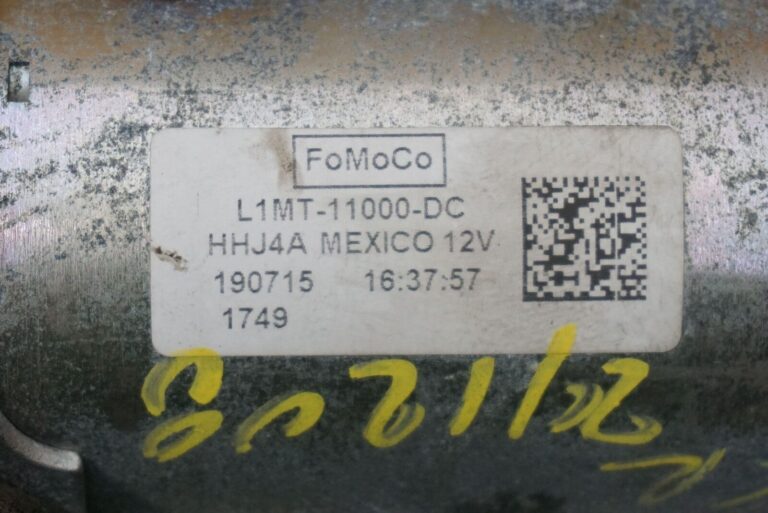 FoMoCo
L1MT-11000-DC
HHJ4A MEXICO 12V
190715 16:37:57
1749